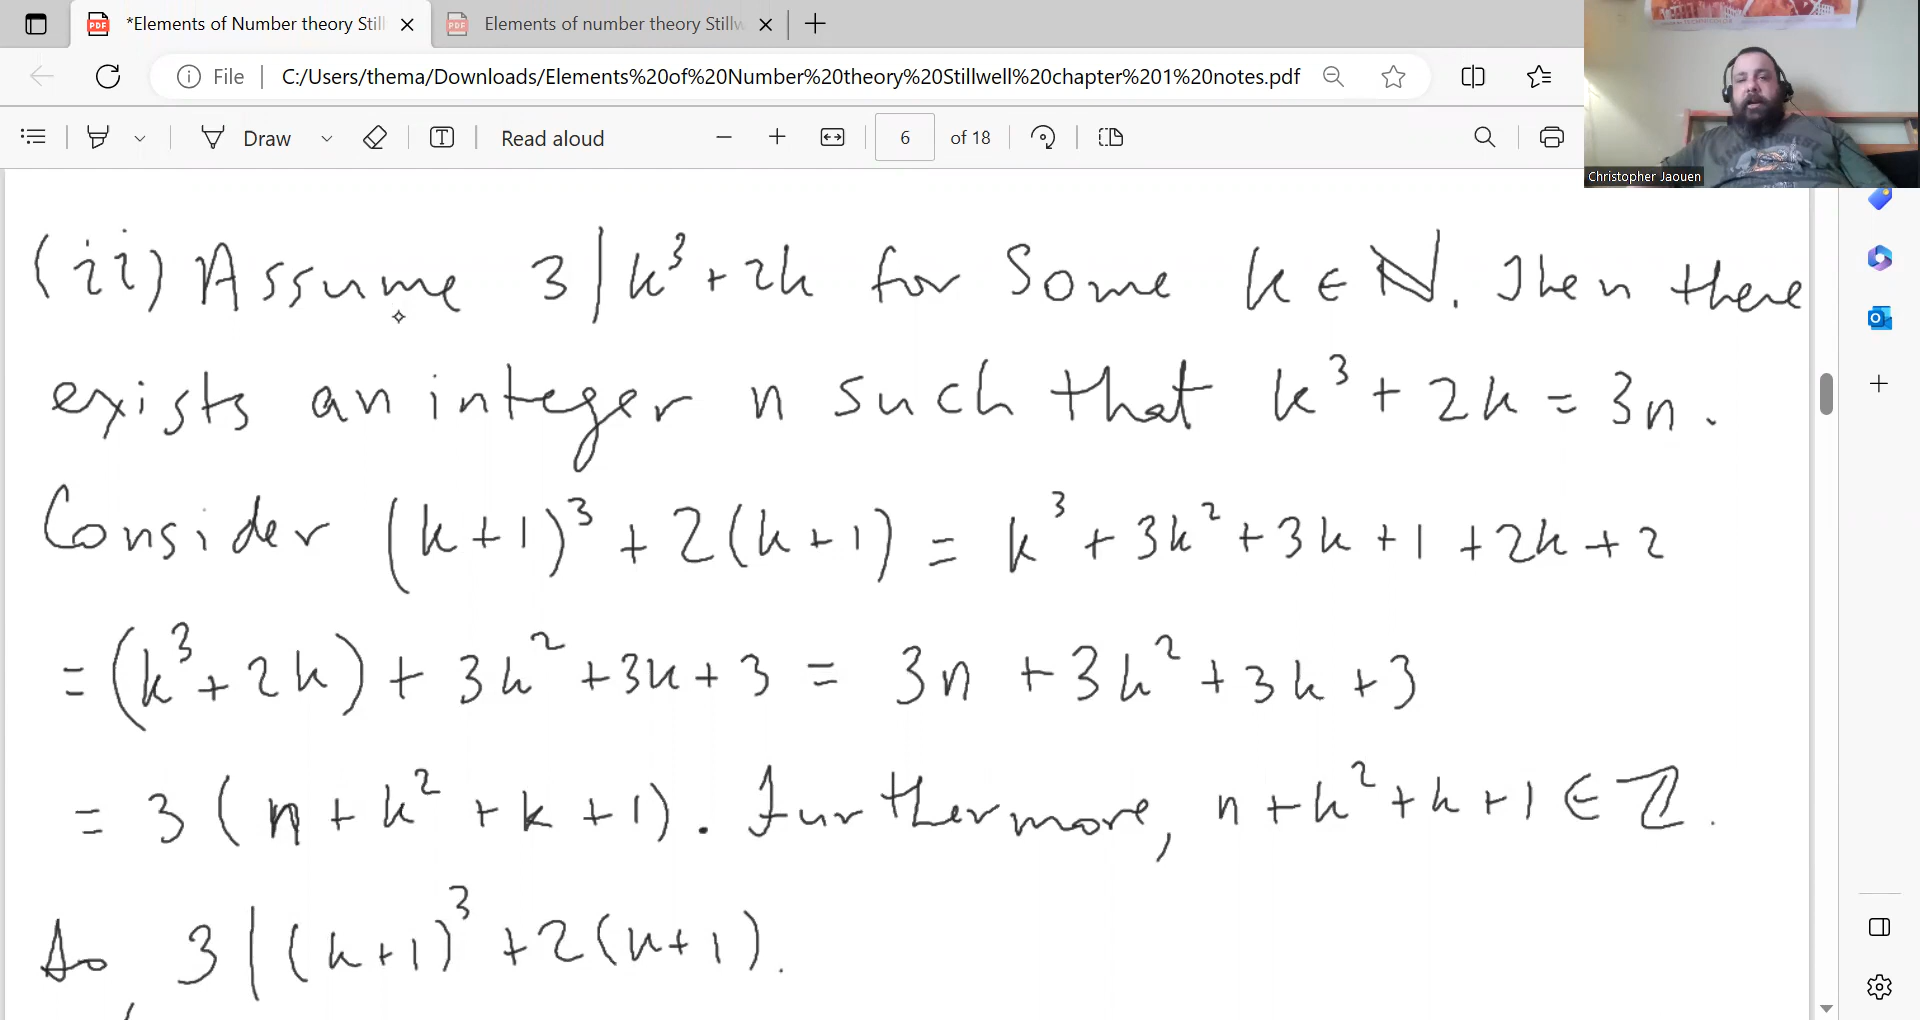 *Elements of Number theory Still
Elements of number theory Stillw
File
C:/Users/thema/Downloads/Elements%20of%20Number%20theory%20Stillwell%20chapter%201%20notes.pdf
Draw
Read aloud
6 of 18
Christopher Jaouen
(ii) Assume 3 | k³ + 2k for Some k ∈ ℕ. Then there
exists an integer n such that k³ + 2k = 3n.
Consider (k+1)³ + 2(k+1) = k³ + 3k² + 3k + 1 + 2k + 2
= (k³ + 2k) + 3k² + 3k + 3 = 3n + 3k² + 3k + 3
= 3(n + k² + k + 1). Furthermore, n + k² + k + 1 ∈ ℤ.
So, 3 | (k+1)³ + 2(k+1).